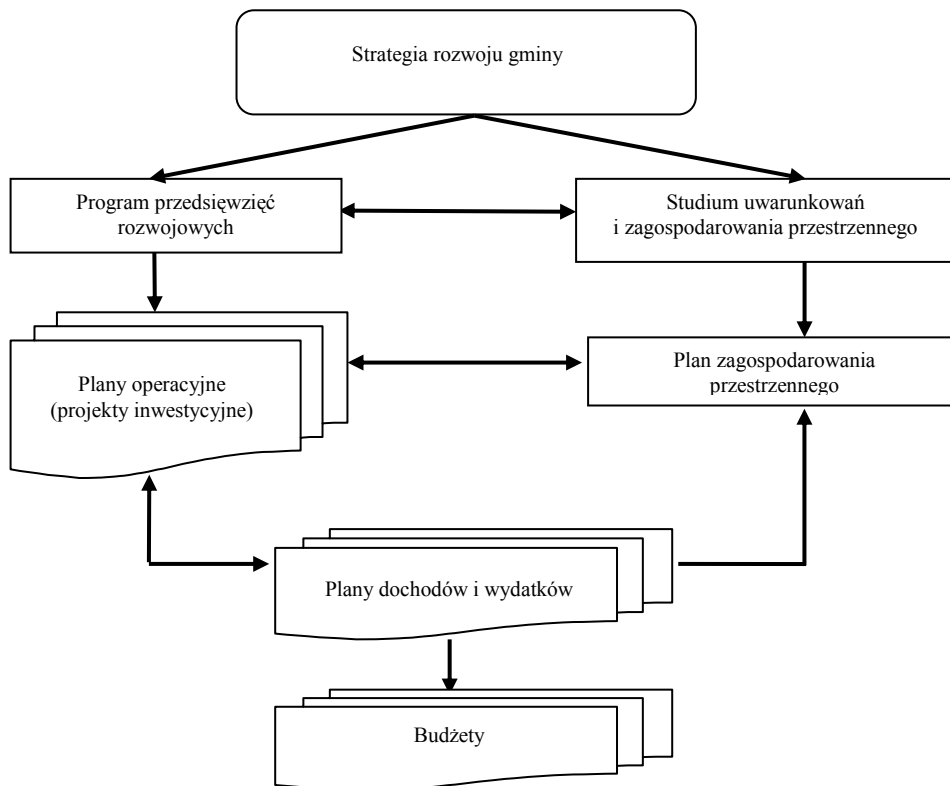 Strategia rozwoju gminy
Program przedsięwzięć
rozwojowych
Studium uwarunkowań
i zagospodarowania przestrzennego
Plany operacyjne
(projekty inwestycyjne)
Plan zagospodarowania
przestrzennego
Plany dochodów i wydatków
Budżety